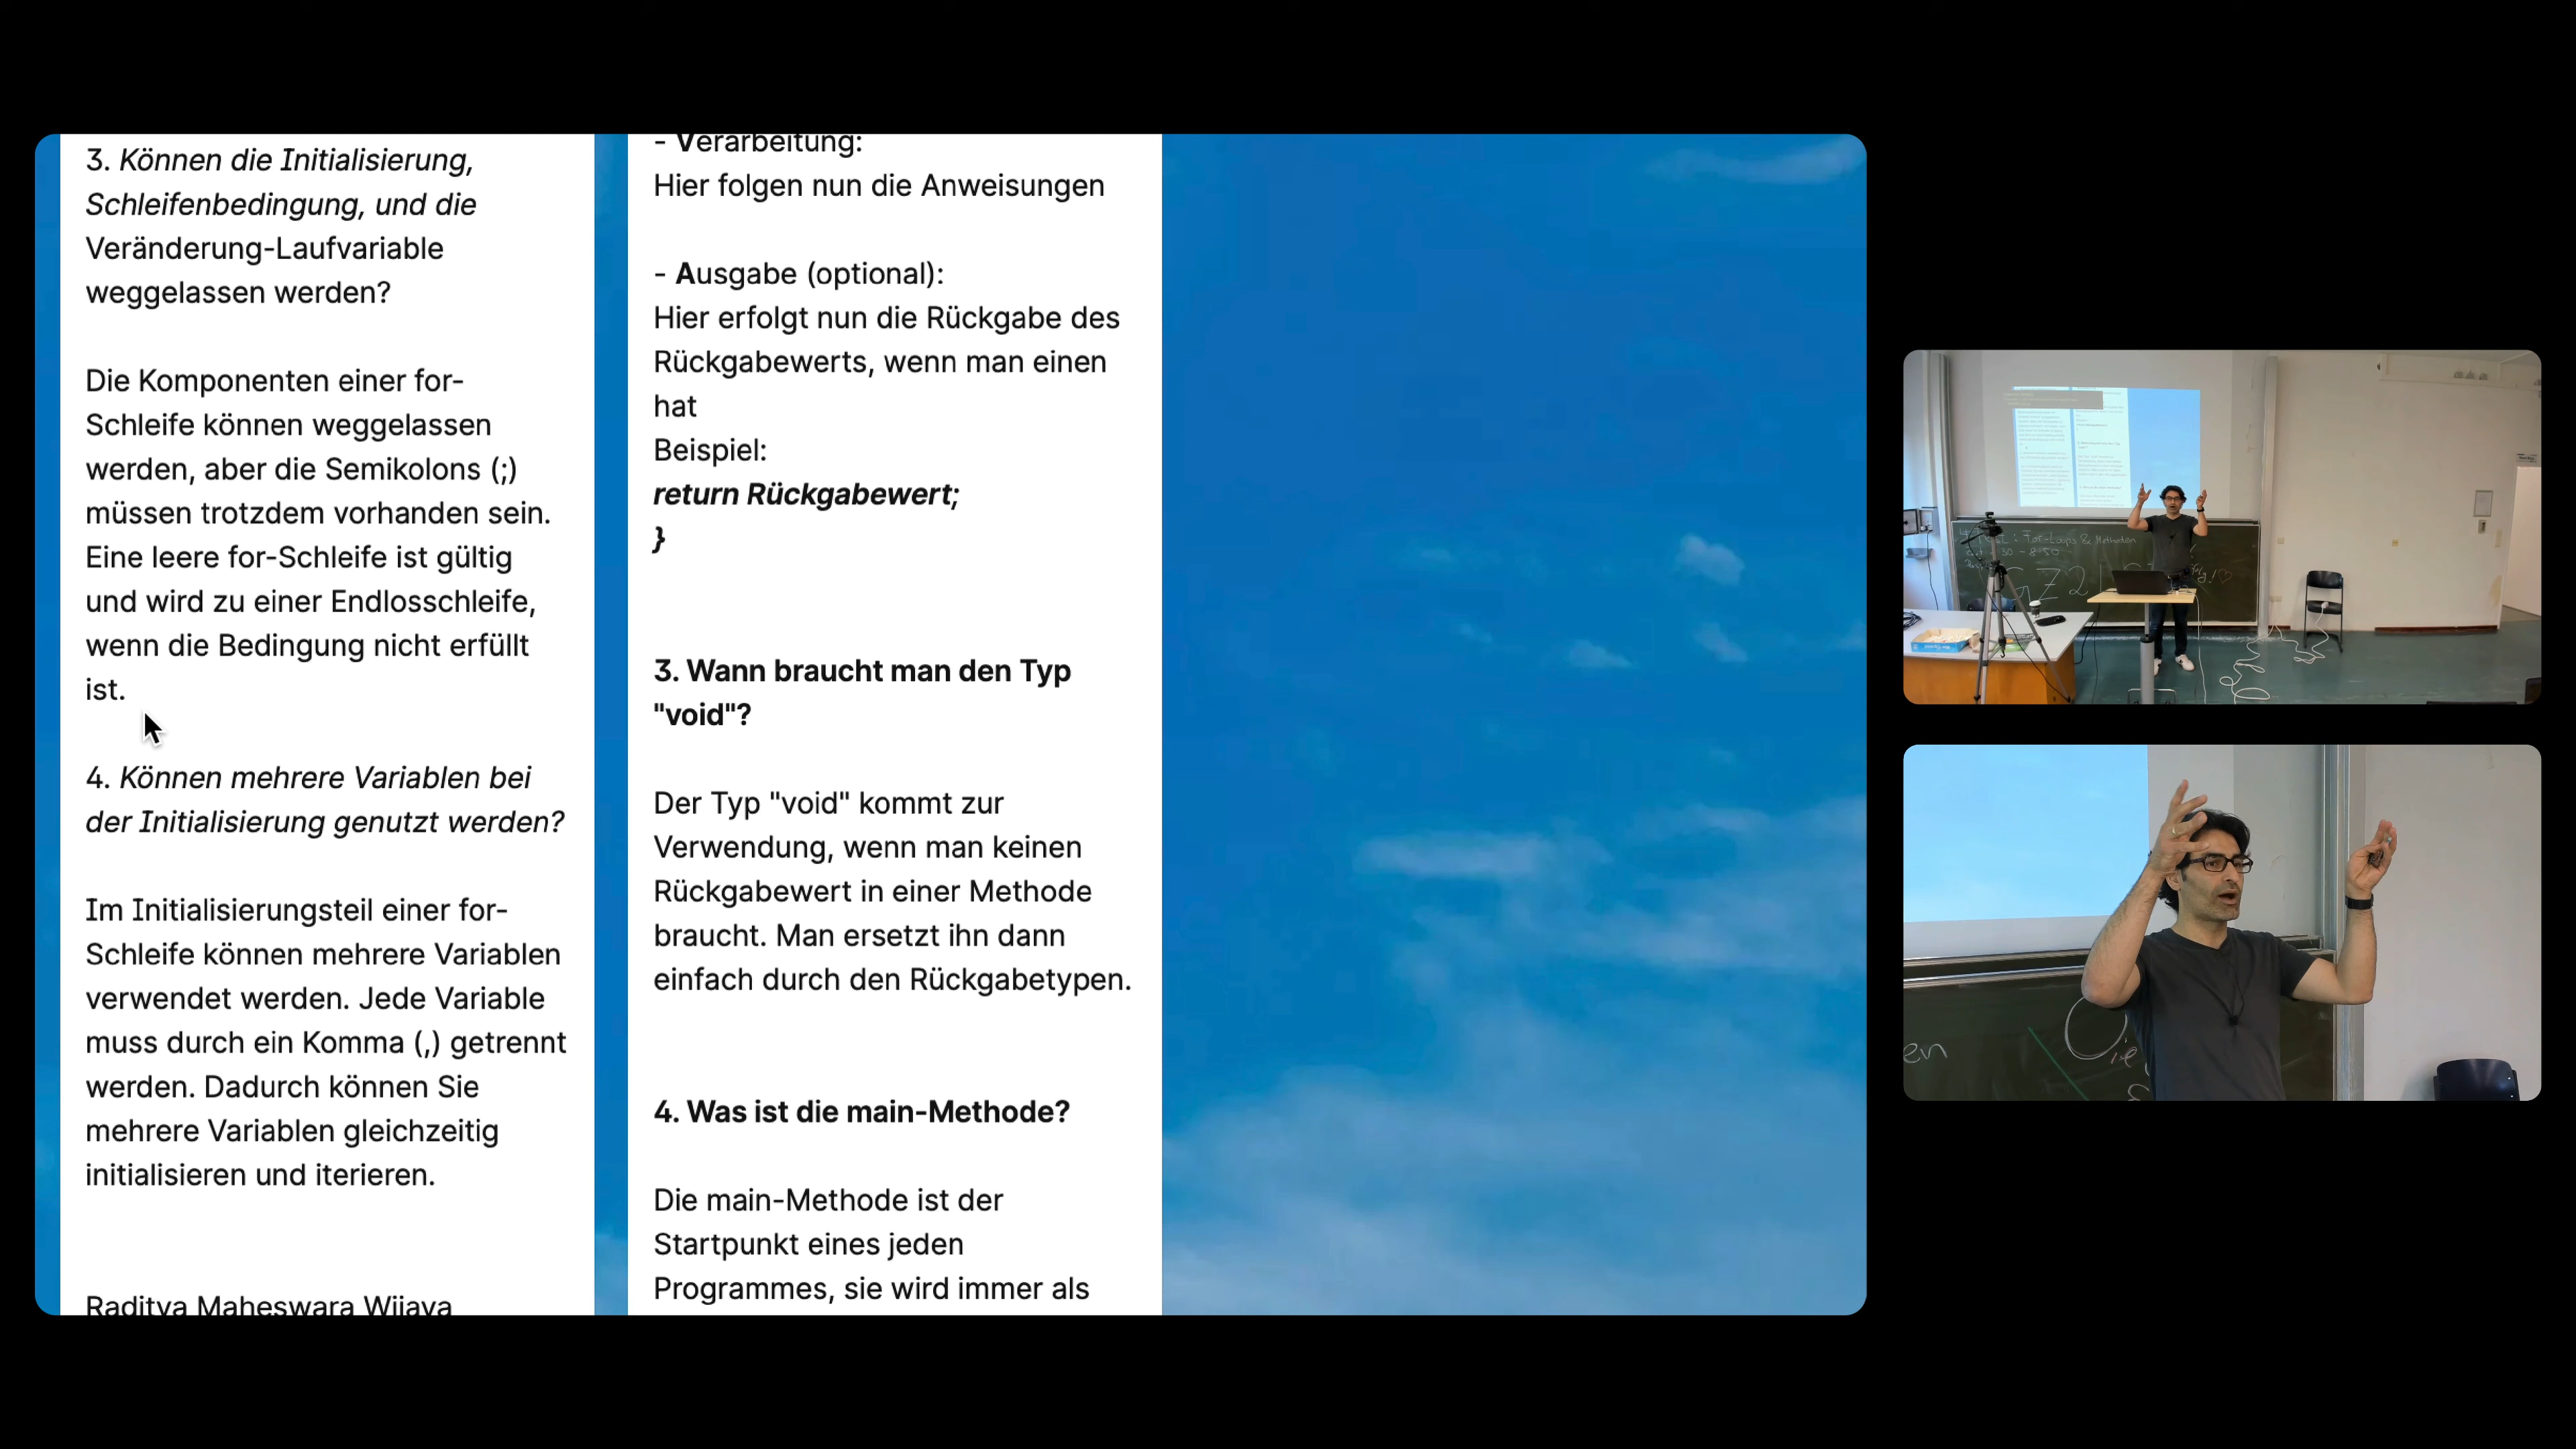 3. Können die Initialisierung,
Schleifenbedingung, und die
Veränderung-Laufvariable
weggelassen werden?
Die Komponenten einer for-
Schleife können weggelassen
werden, aber die Semikolons (;)
müssen trotzdem vorhanden sein.
Eine leere for-Schleife ist gültig
und wird zu einer Endlosschleife,
wenn die Bedingung nicht erfüllt
ist.
4. Können mehrere Variablen bei
der Initialisierung genutzt werden?
Im Initialisierungsteil einer for-
Schleife können mehrere Variablen
verwendet werden. Jede Variable
muss durch ein Komma (,) getrennt
werden. Dadurch können Sie
mehrere Variablen gleichzeitig
initialisieren und iterieren.
Raditya Maheswara Wijaya
- Verarbeitung:
Hier folgen nun die Anweisungen
- Ausgabe (optional):
Hier erfolgt nun die Rückgabe des
Rückgabewerts, wenn man einen
hat
Beispiel:
return Rückgabewert;
}
3. Wann braucht man den Typ
"void"?
Der Typ "void" kommt zur
Verwendung, wenn man keinen
Rückgabewert in einer Methode
braucht. Man ersetzt ihn dann
einfach durch den Rückgabetypen.
4. Was ist die main-Methode?
Die main-Methode ist der
Startpunkt eines jeden
Programmes, sie wird immer als
For-Loops & Methoden
en